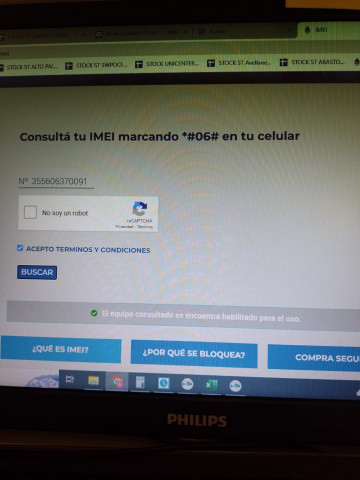 IMEI
STOCK ST ALTO PAL...
STOCK ST SWPOCI...
STOCK UNICENTER...
STOCK ST Avellane...
STOCK ST ABASTO...
Consultá tu IMEI marcando *#06# en tu celular
Nº 355606370091
No soy un robot
reCAPTCHA
Privacidad - Términos
ACEPTO TERMINOS Y CONDICIONES
BUSCAR
El equipo consultado se encuentra habilitado para el uso.
¿QUÉ ES IMEI?
¿POR QUÉ SE BLOQUEA?
COMPRA SEGU
PHILIPS